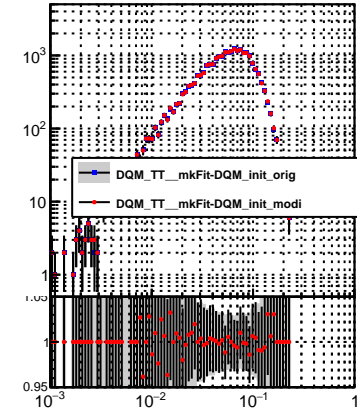 10³
10²
DQM_TT__mkFit-DQM_init_orig
10
DQM_TT__mkFit-DQM_init_modi
1
1.05
1
0.95
10⁻³ 10⁻² 10⁻¹ 1